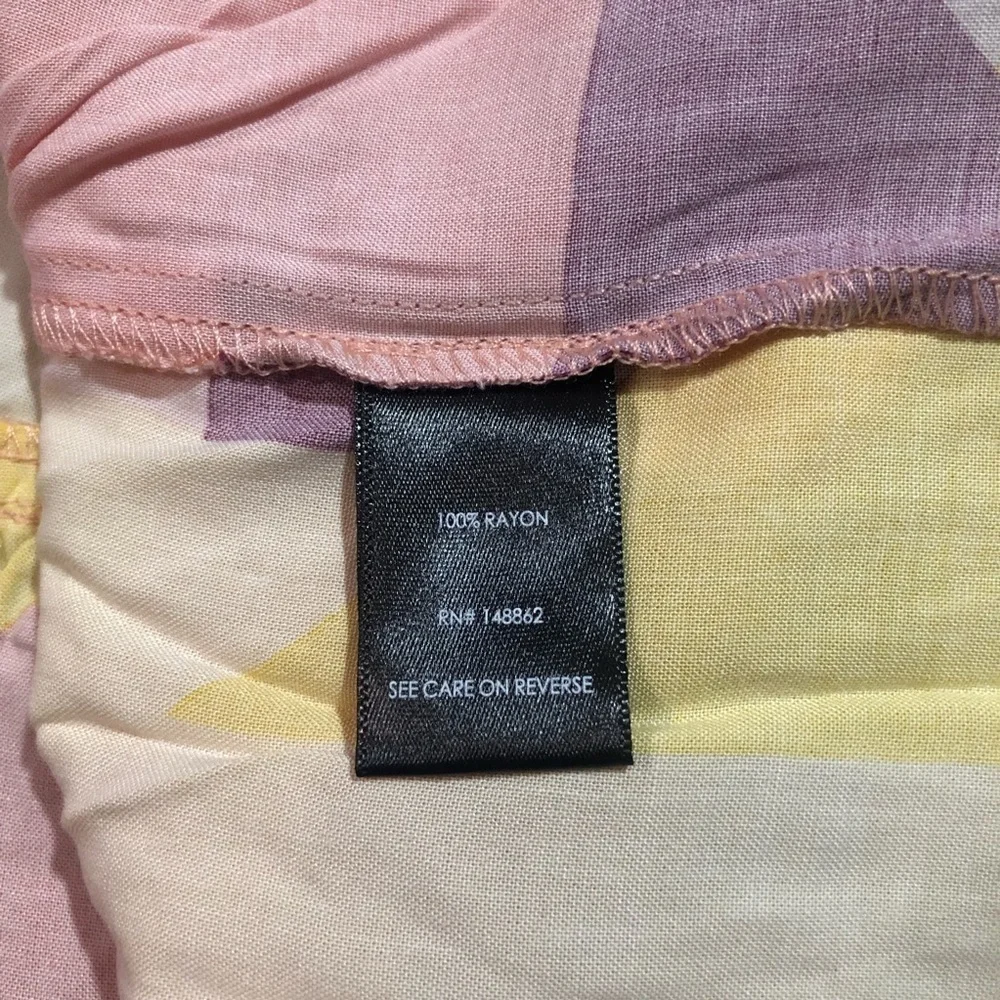 100% RAYON
RN# 148862
SEE CARE ON REVERSE